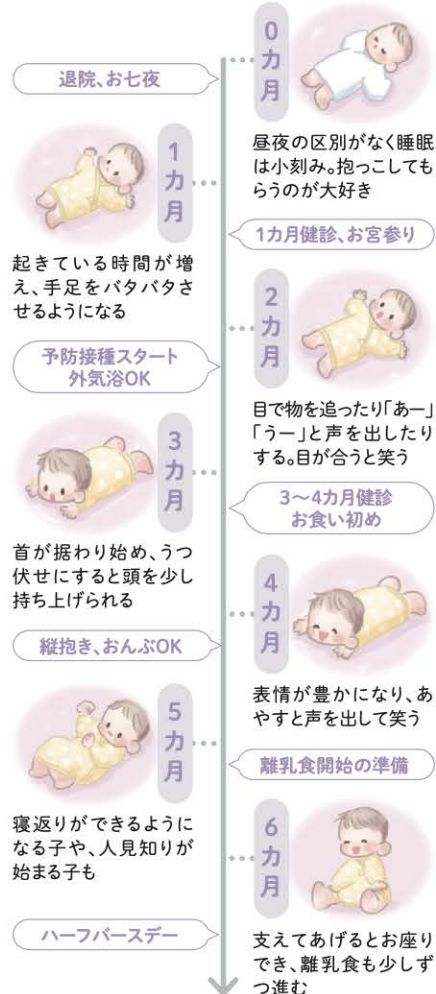 0カ月
昼夜の区別がなく睡眠
は小刻み。抱っこしても
らうのが大好き
退院、お七夜
1カ月
起きている時間が増
え、手足をバタバタさ
せるようになる
1カ月健診、お宮参り
2カ月
目で物を追ったり「あー」
「うー」と声を出したり
する。目が合うと笑う
予防接種スタート
外気浴OK
3カ月
首が据わり始め、うつ
伏せにすると頭を少し
持ち上げられる
3〜4カ月健診
お食い初め
4カ月
表情が豊かになり、あ
やすと声を出して笑う
縦抱き、おんぶOK
5カ月
寝返りができるように
なる子や、人見知りが
始まる子も
離乳食開始の準備
6カ月
支えてあげるとお座り
でき、離乳食も少しず
つ進む
ハーフバースデー